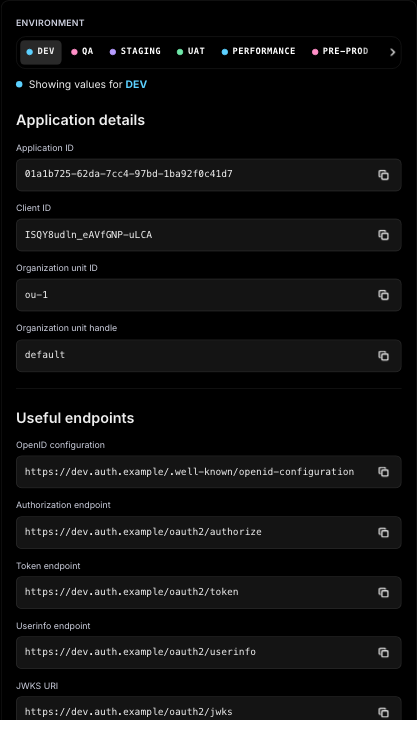 ENVIRONMENT
DEV QA STAGING UAT PERFORMANCE PRE-PROD
Showing values for DEV
Application details
Application ID
01a1b725-62da-7cc4-97bd-1ba92f0c41d7
Client ID
ISQY8udln_eAVfGNP-uLCA
Organization unit ID
ou-1
Organization unit handle
default
Useful endpoints
OpenID configuration
https://dev.auth.example/.well-known/openid-configuration
Authorization endpoint
https://dev.auth.example/oauth2/authorize
Token endpoint
https://dev.auth.example/oauth2/token
Userinfo endpoint
https://dev.auth.example/oauth2/userinfo
JWKS URI
https://dev.auth.example/oauth2/jwks